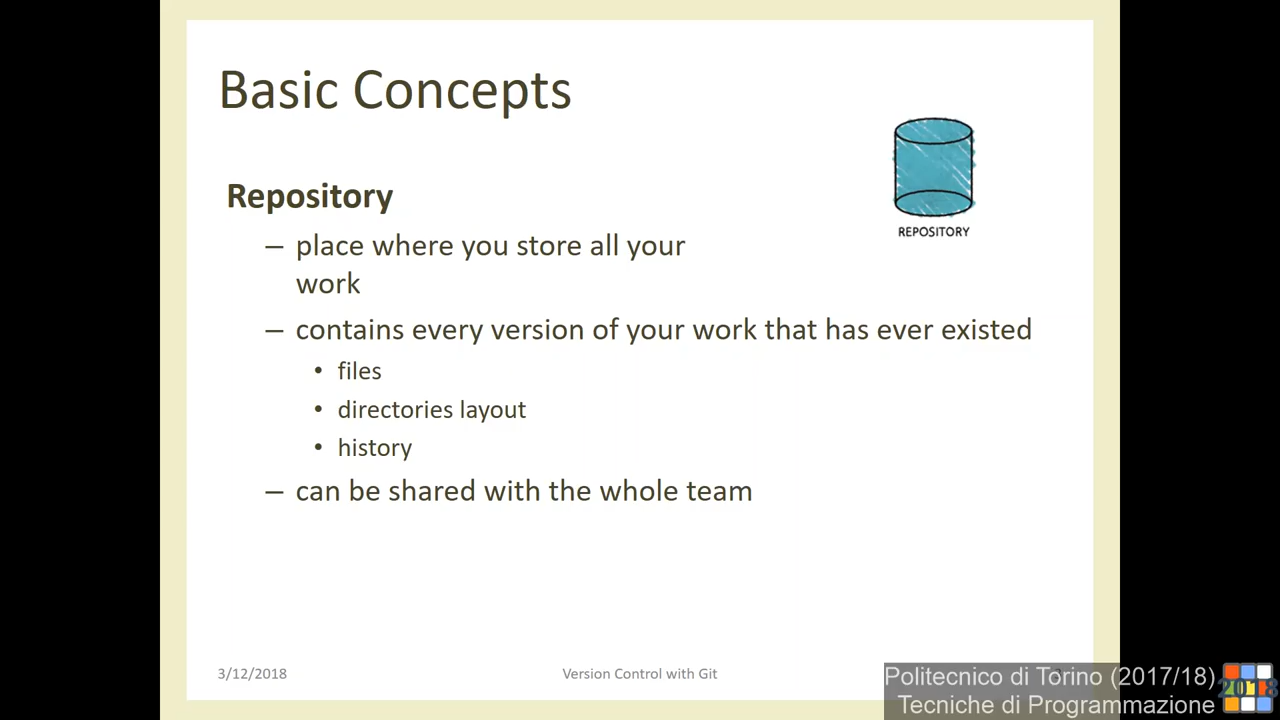 Basic Concepts
REPOSITORY
Repository
– place where you store all your
work
– contains every version of your work that has ever existed
• files
• directories layout
• history
– can be shared with the whole team
3/12/2018
Version Control with Git
Politecnico di Torino (2017/18)
Tecniche di Programmazione
2018